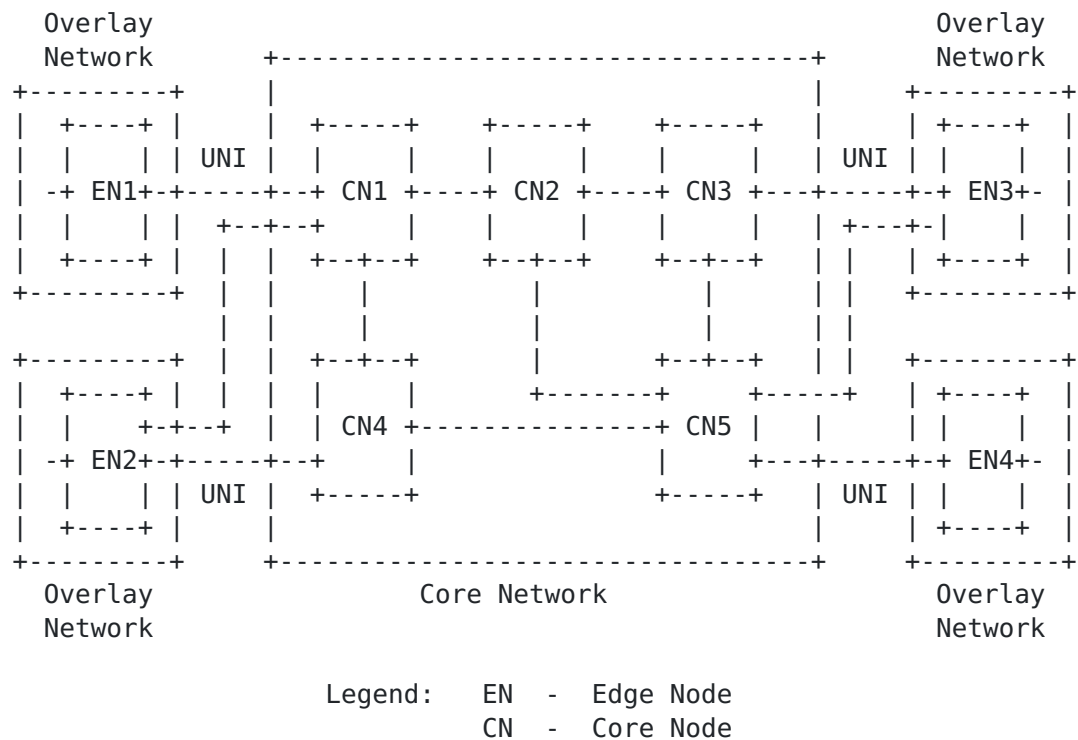 Overlay Overlay
Network Network
UNI UNI
EN1 CN1 CN2 CN3 EN3
CN4 CN5
EN2 EN4
UNI UNI
Overlay Core Network Overlay
Network Network
Legend: EN - Edge Node
CN - Core Node